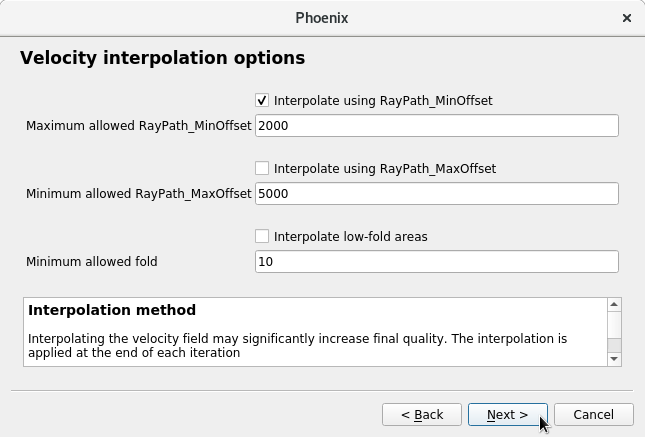 Phoenix
Velocity interpolation options
Interpolate using RayPath_MinOffset
Maximum allowed RayPath_MinOffset 2000
Interpolate using RayPath_MaxOffset
Minimum allowed RayPath_MaxOffset 5000
Interpolate low-fold areas
Minimum allowed fold 10
Interpolation method
Interpolating the velocity field may significantly increase final quality. The interpolation is
applied at the end of each iteration
< Back Next > Cancel